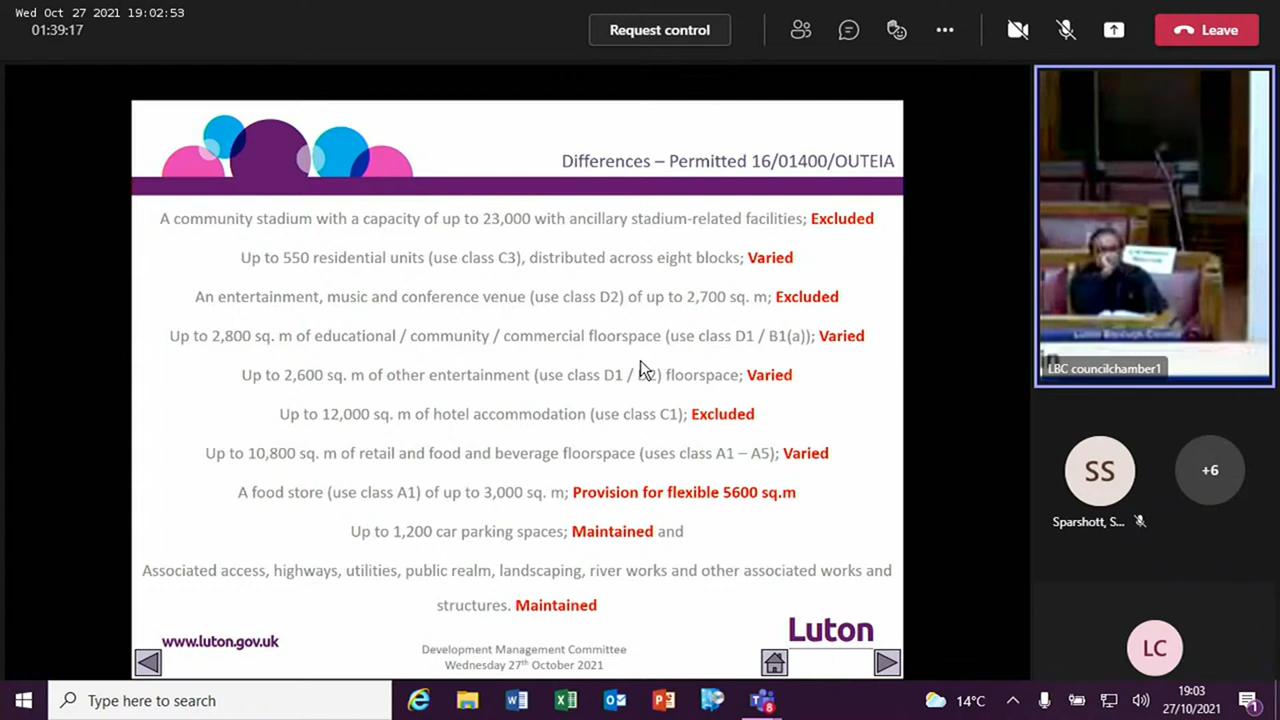 Wed Oct 27 2021 19:02:53
01:39:17
Request control
Leave
Differences – Permitted 16/01400/OUTEIA
A community stadium with a capacity of up to 23,000 with ancillary stadium-related facilities; Excluded
Up to 550 residential units (use class C3), distributed across eight blocks; Varied
An entertainment, music and conference venue (use class D2) of up to 2,700 sq. m; Excluded
Up to 2,800 sq. m of educational / community / commercial floorspace (use class D1 / B1(a)); Varied
Up to 2,600 sq. m of other entertainment (use class D1 / 2) floorspace; Varied
Up to 12,000 sq. m of hotel accommodation (use class C1); Excluded
Up to 10,800 sq. m of retail and food and beverage floorspace (uses class A1 – A5); Varied
A food store (use class A1) of up to 3,000 sq. m; Provision for flexible 5600 sq.m
Up to 1,200 car parking spaces; Maintained and
Associated access, highways, utilities, public realm, landscaping, river works and other associated works and
structures. Maintained
www.luton.gov.uk
Development Management Committee
Wednesday 27th October 2021
Luton
LBC councilchamber1
SS
+6
Sparshott, S...
LC
Type here to search
8
14°C
19:03
27/10/2021
1